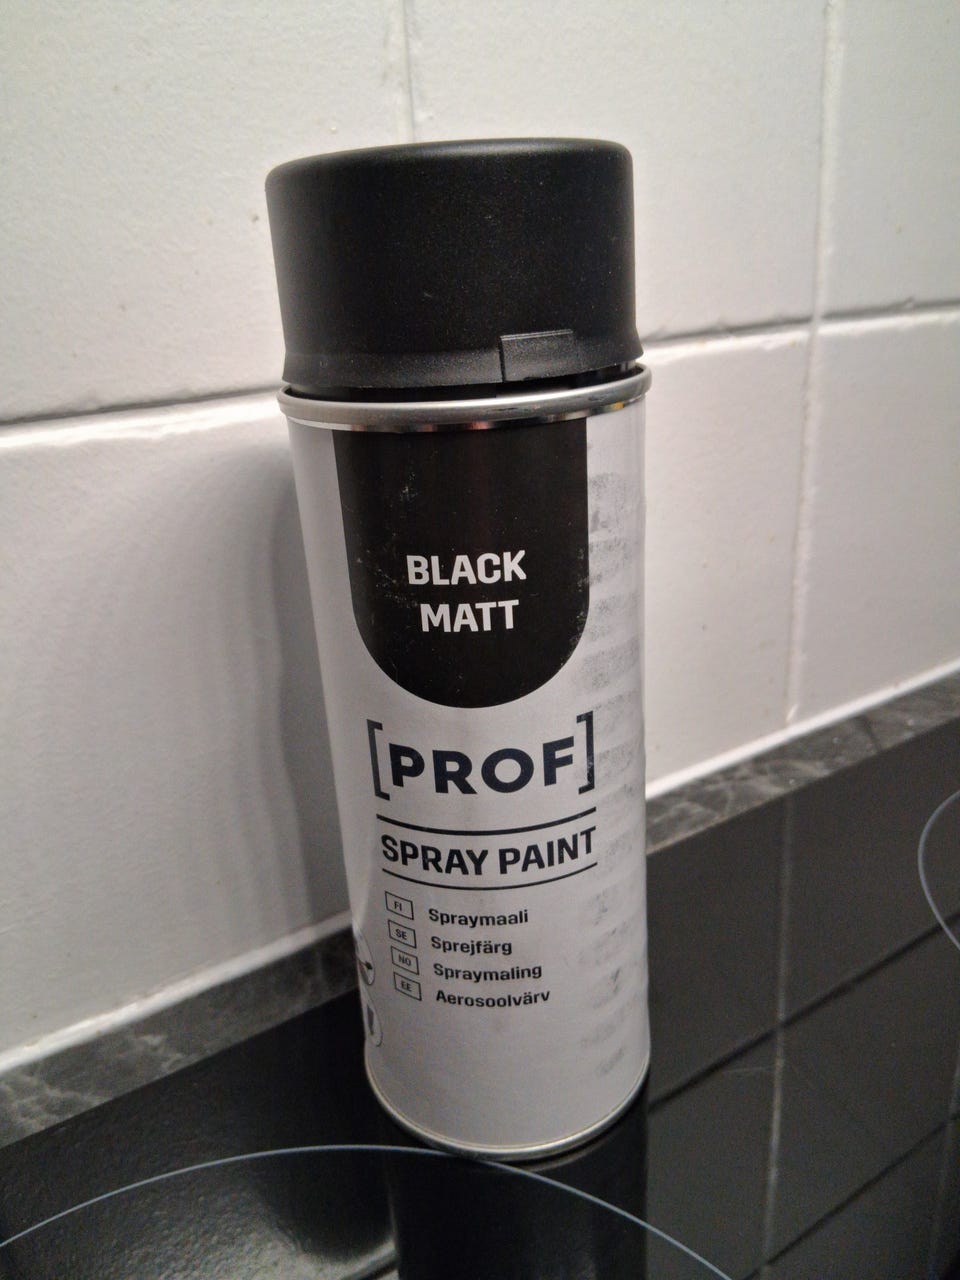 BLACK
MATT
[PROF]
SPRAY PAINT
FI Spraymaali
SE Sprejfärg
NO Spraymaling
EE Aerosoolvärv